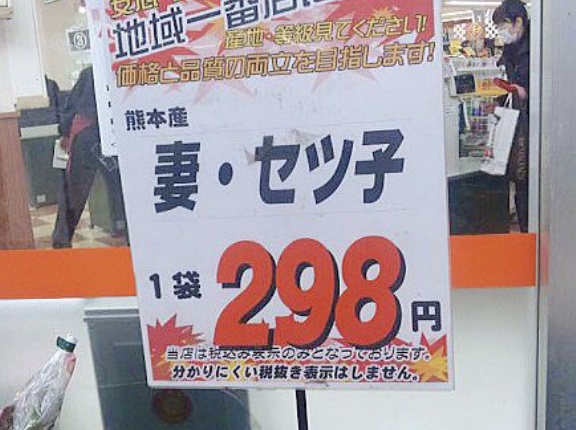 地域一番店
産地・等級見てください!
価格と品質の両立を目指します!
熊本産
妻・セツ子
1袋 298円
当店は税込み表示のみとなっております。
分かりにくい税抜き表示はしません。